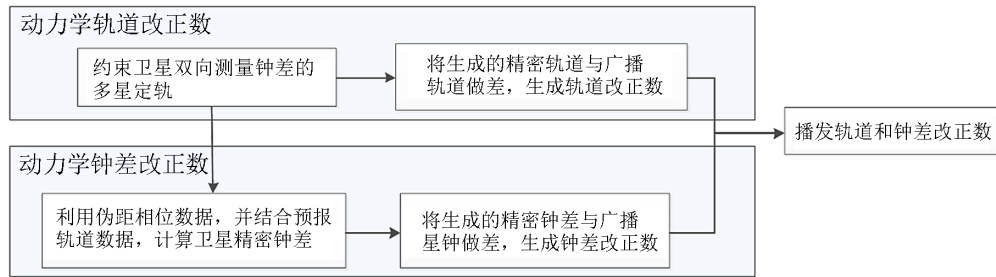 动力学轨道改正数
约束卫星双向测量钟差的
多星定轨
将生成的精密轨道与广播
轨道做差，生成轨道改正数
播发轨道和钟差改正数
动力学钟差改正数
利用伪距相位数据，并结合预报
轨道数据，计算卫星精密钟差
将生成的精密钟差与广播
星钟做差，生成钟差改正数